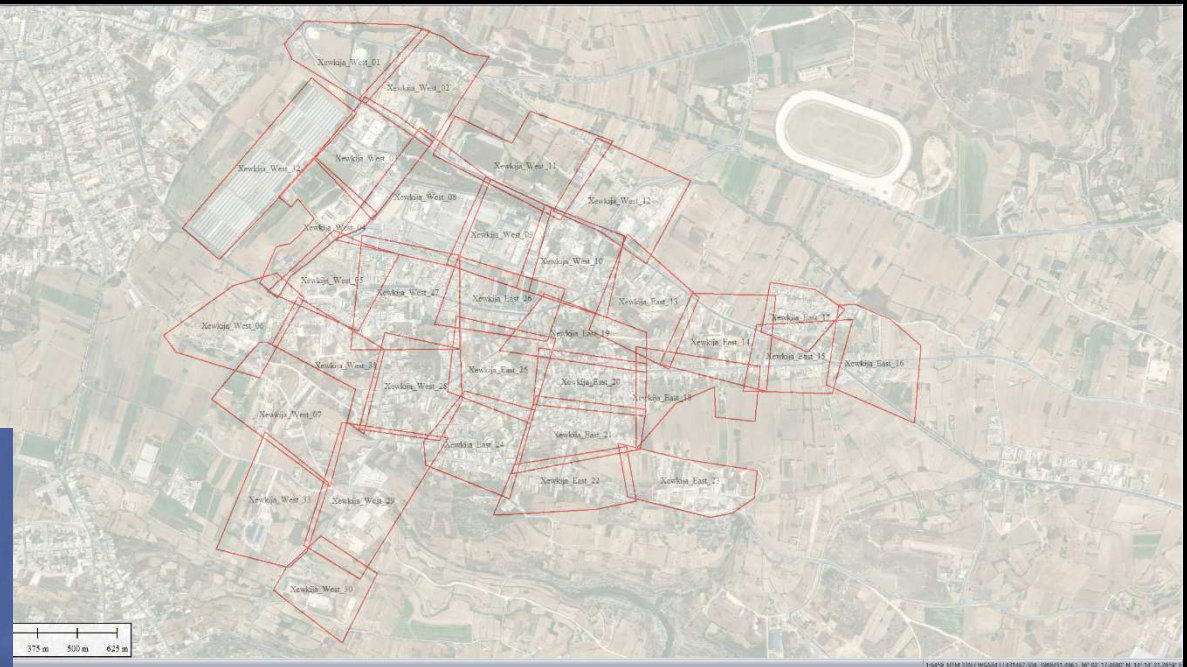 Xewkija_West_01
Xewkija_West_02
Xewkija_West_03
Xewkija_West_32
Xewkija_West_11
Xewkija_West_08
Xewkija_West_12
Xewkija_West_04
Xewkija_West_09
Xewkija_West_10
Xewkija_West_05
Xewkija_West_27
Xewkija_East_26
Xewkija_East_13
Xewkija_East_17
Xewkija_West_06
Xewkija_East_19
Xewkija_East_14
Xewkija_East_15
Xewkija_East_16
Xewkija_West_31
Xewkija_East_25
Xewkija_West_28
Xewkija_East_20
Xewkija_East_18
Xewkija_West_07
Xewkija_East_21
Xewkija_East_24
Xewkija_East_22
Xewkija_East_23
Xewkija_West_33
Xewkija_West_29
Xewkija_West_30
375 m 500 m 625 m